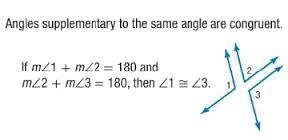 Angles supplementary to the same angle are congruent.
If m∠1 + m∠2 = 180 and
m∠2 + m∠3 = 180, then ∠1 ≅ ∠3.
2
1
3